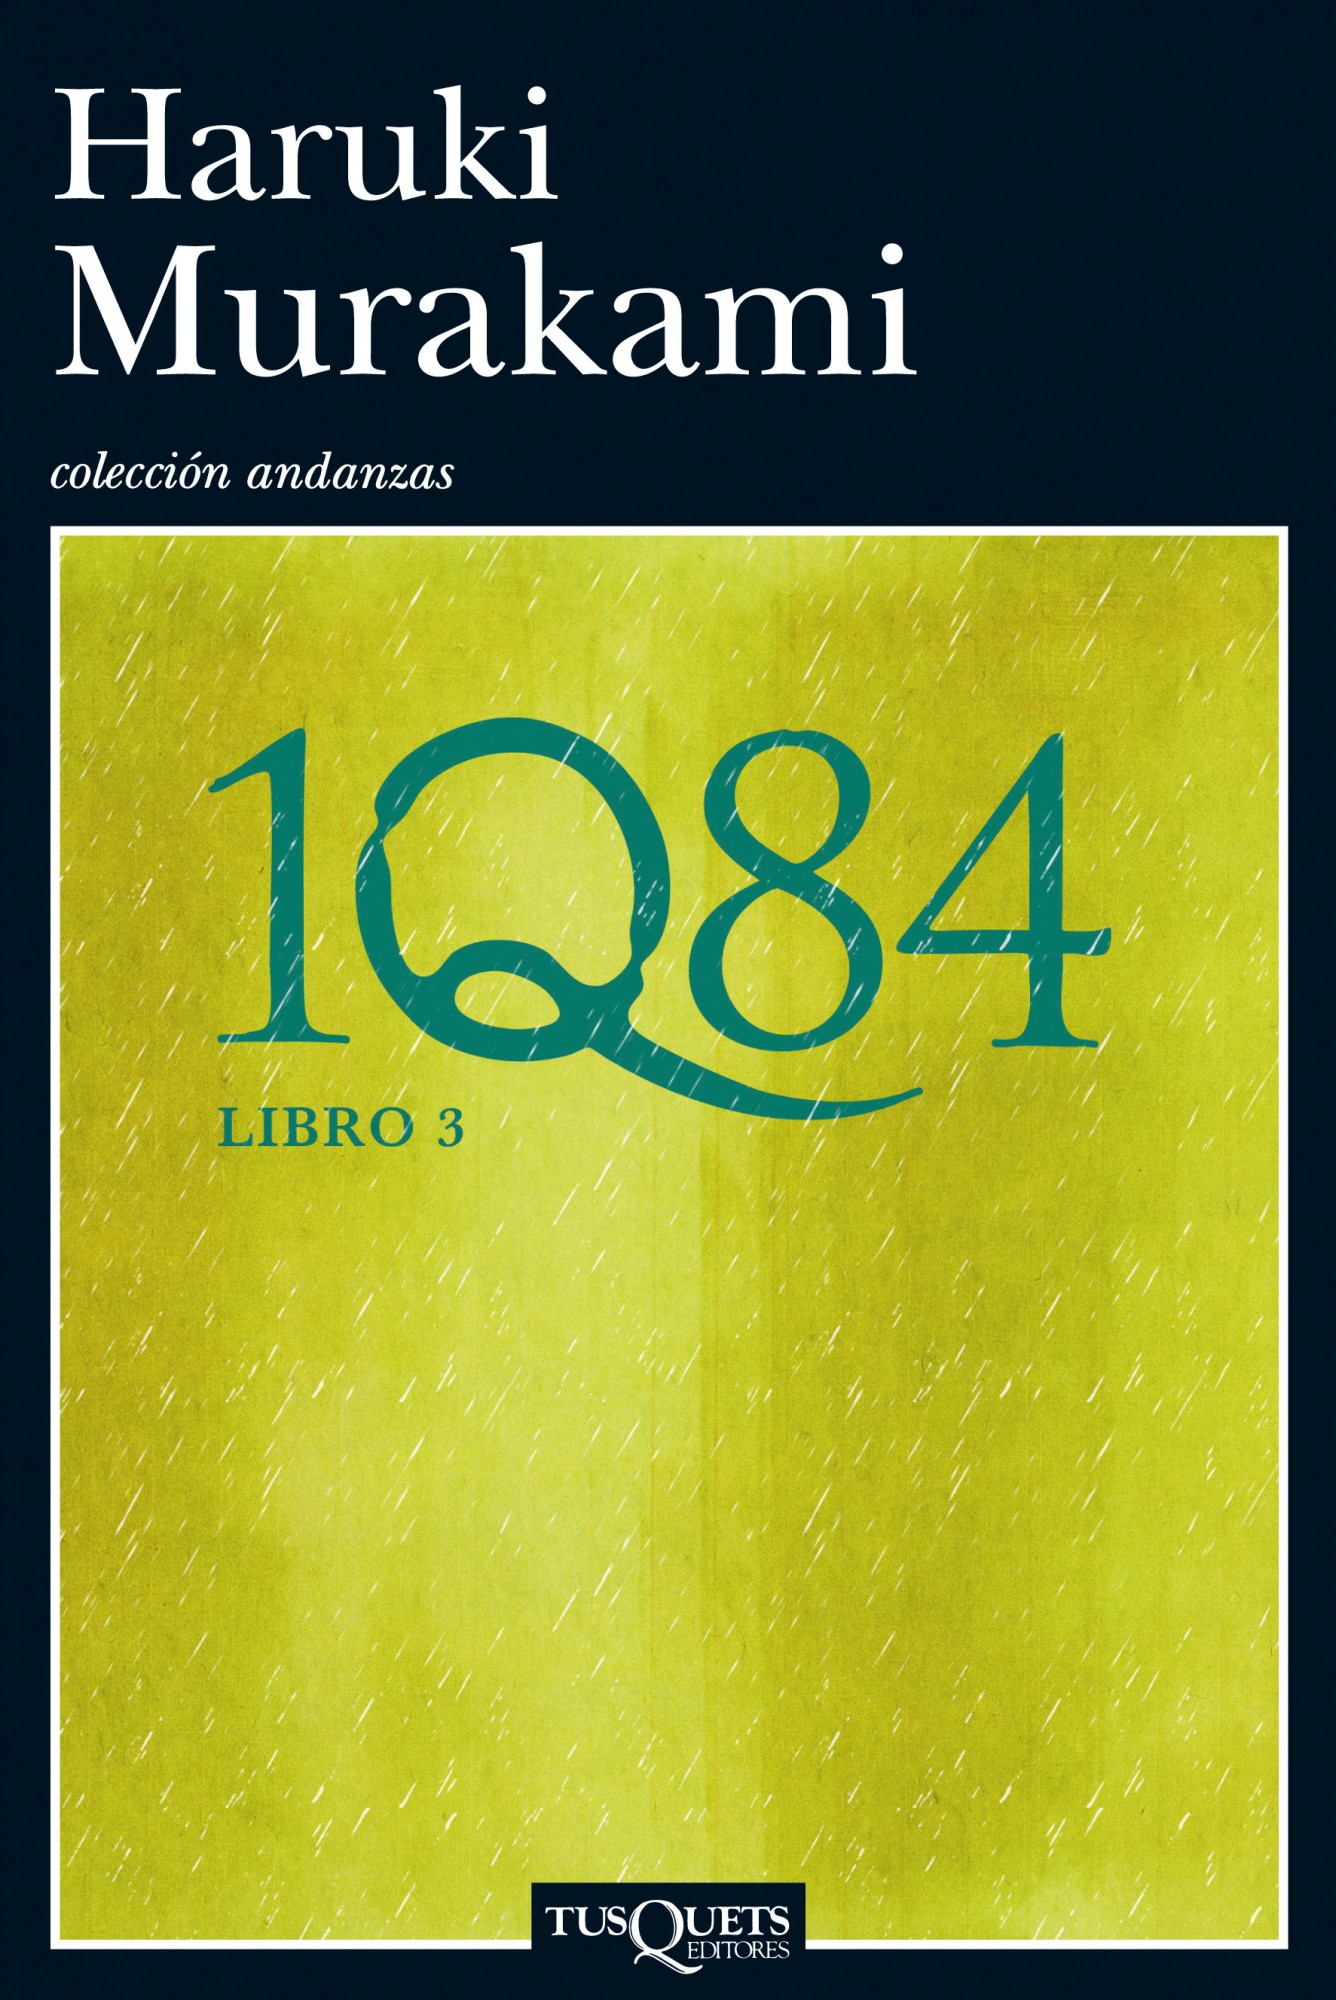 Haruki
Murakami
colección andanzas
1Q84
LIBRO 3
TUSQUETS
EDITORES